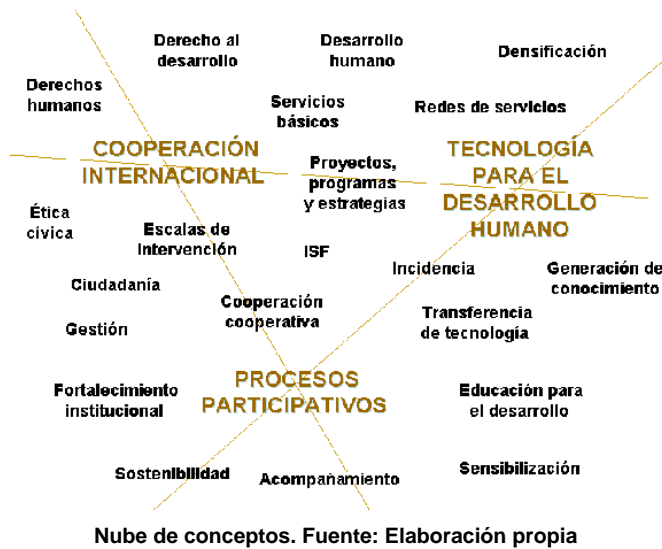 Derecho al
desarrollo
Desarrollo
humano
Densificación
Derechos
humanos
Servicios
básicos
Redes de servicios
COOPERACIÓN
INTERNACIONAL
Proyectos,
programas
y estrategias
TECNOLOGÍA
PARA EL
DESARROLLO
HUMANO
Ética
cívica
Escalas de
intervención
ISF
Incidencia
Generación de
conocimiento
Ciudadanía
Cooperación
cooperativa
Transferencia
de tecnología
Gestión
PROCESOS
PARTICIPATIVOS
Fortalecimiento
institucional
Educación para
el desarrollo
Sostenibilidad
Acompañamiento
Sensibilización
Nube de conceptos. Fuente: Elaboración propia